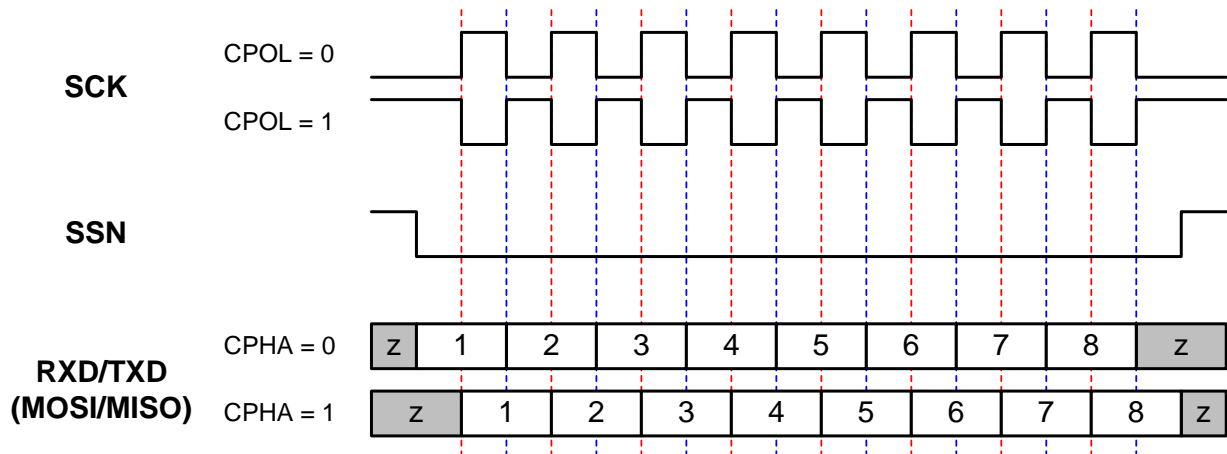 CPOL = 0
SCK
CPOL = 1
SSN
CPHA = 0 z 1 2 3 4 5 6 7 8 z
RXD/TXD
(MOSI/MISO)
CPHA = 1 z 1 2 3 4 5 6 7 8 z